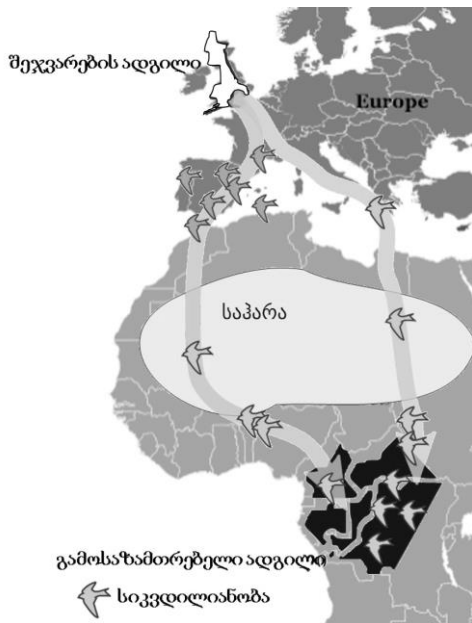 შეჯვარების ადგილი
Europe
საჰარა
გამოსაზამთრებელი ადგილი
სიკვდილიანობა